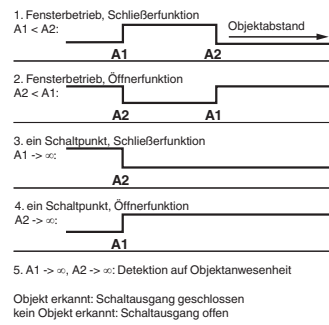 1. Fensterbetrieb, Schließerfunktion
A1 < A2:
Objektabstand
A1 A2
2. Fensterbetrieb, Öffnerfunktion
A2 < A1:
A2 A1
3. ein Schaltpunkt, Schließerfunktion
A1 -> ∞:
A2
4. ein Schaltpunkt, Öffnerfunktion
A2 -> ∞:
A1
5. A1 -> ∞, A2 -> ∞: Detektion auf Objektanwesenheit
Objekt erkannt: Schaltausgang geschlossen
kein Objekt erkannt: Schaltausgang offen